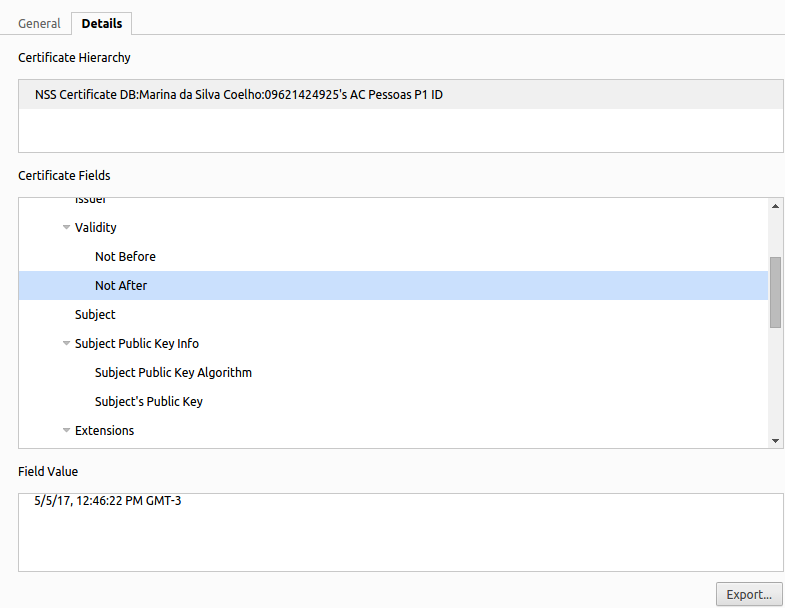 General Details
Certificate Hierarchy
NSS Certificate DB:Marina da Silva Coelho:09621424925's AC Pessoas P1 ID
Certificate Fields
Issuer
Validity
Not Before
Not After
Subject
Subject Public Key Info
Subject Public Key Algorithm
Subject's Public Key
Extensions
Field Value
5/5/17, 12:46:22 PM GMT-3
Export...